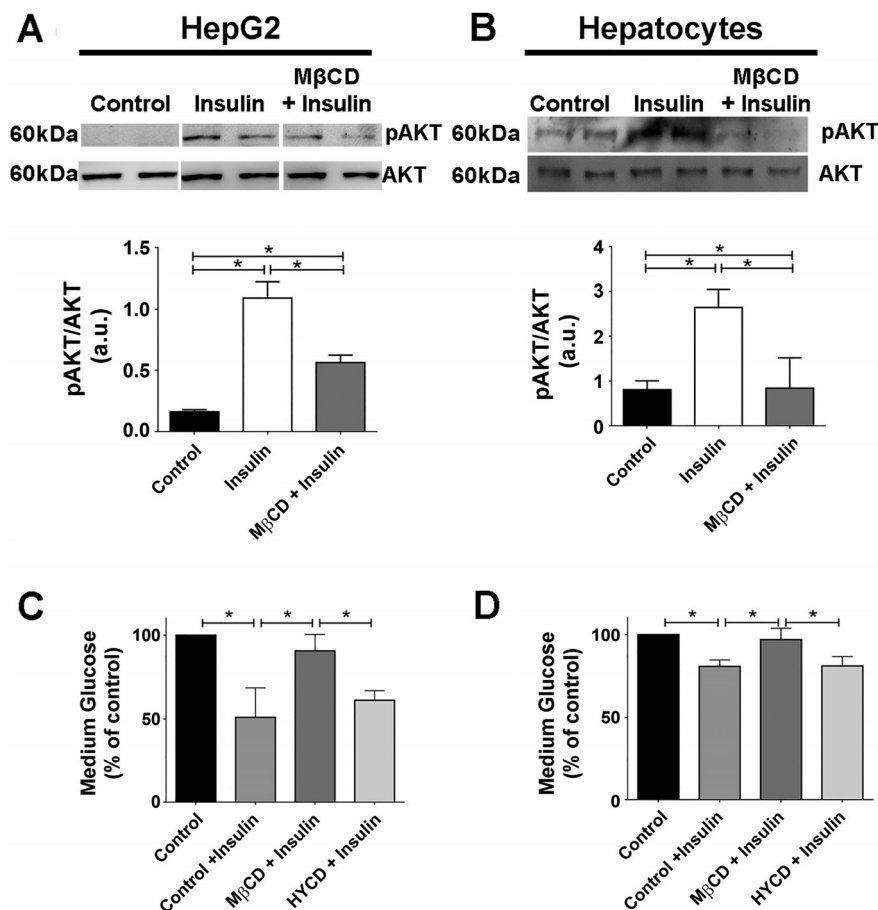 A
HepG2
Control Insulin MβCD + Insulin
60kDa pAKT
60kDa AKT
pAKT/AKT (a.u.)
1.5
1.0
0.5
0.0
* * *
Control
Insulin
MβCD + Insulin
B
Hepatocytes
Control Insulin MβCD + Insulin
60kDa pAKT
60kDa AKT
pAKT/AKT (a.u.)
4
3
2
1
0
* * *
Control
Insulin
MβCD + Insulin
C
Medium Glucose
(% of control)
100
50
0
* * *
Control
Control +Insulin
MβCD + Insulin
HYCD + Insulin
D
Medium Glucose
(% of control)
100
50
0
* * *
Control
Control +Insulin
MβCD + Insulin
HYCD + Insulin